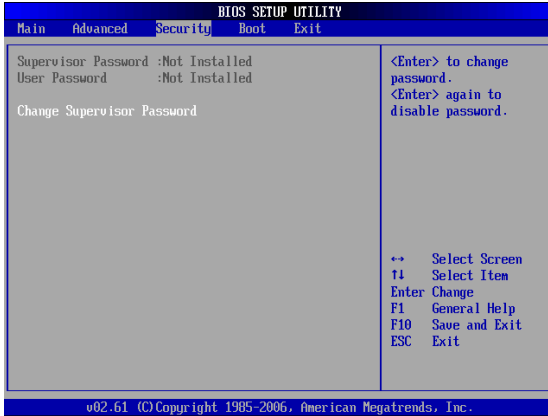 BIOS SETUP UTILITY
Main Advanced Security Boot Exit
Supervisor Password :Not Installed
User Password :Not Installed
Change Supervisor Password
<Enter> to change
password.
<Enter> again to
disable password.
↔ Select Screen
↑↓ Select Item
Enter Change
F1 General Help
F10 Save and Exit
ESC Exit
v02.61 (C)Copyright 1985-2006, American Megatrends, Inc.